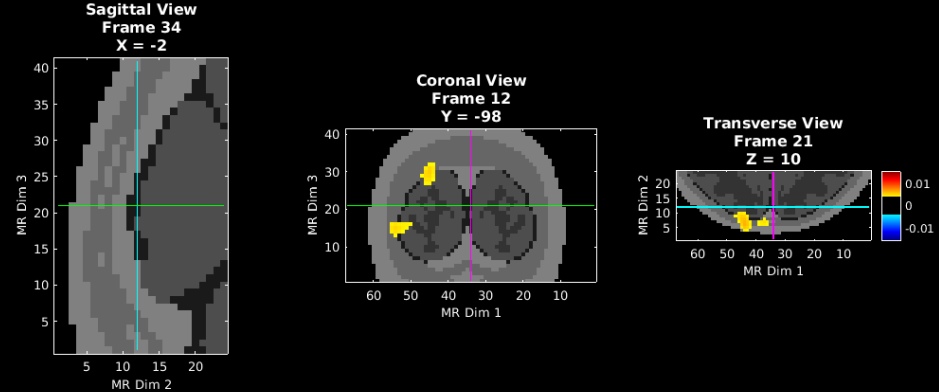 Sagittal View
Frame 34
X = -2
40
35
30
25
20
15
10
5
5 10 15 20
MR Dim 2
MR Dim 3
Coronal View
Frame 12
Y = -98
40
30
20
10
60 50 40 30 20 10
MR Dim 1
MR Dim 3
Transverse View
Frame 21
Z = 10
20
15
10
5
60 50 40 30 20 10
MR Dim 1
MR Dim 2
0.01
0
-0.01